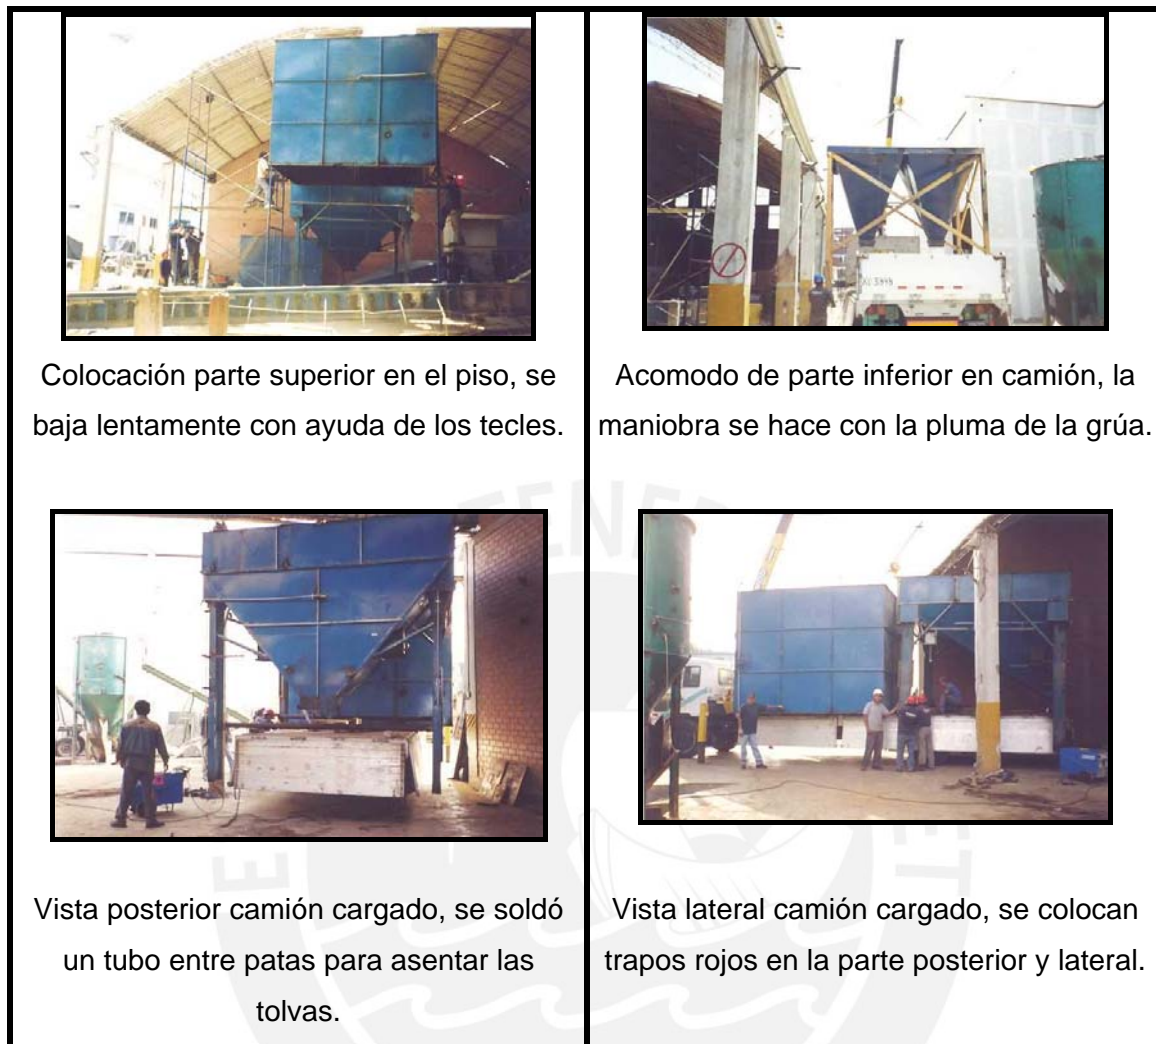 Colocación parte superior en el piso, se
baja lentamente con ayuda de los tecles.
Acomodo de parte inferior en camión, la
maniobra se hace con la pluma de la grúa.
Vista posterior camión cargado, se soldó
un tubo entre patas para asentar las
tolvas.
Vista lateral camión cargado, se colocan
trapos rojos en la parte posterior y lateral.